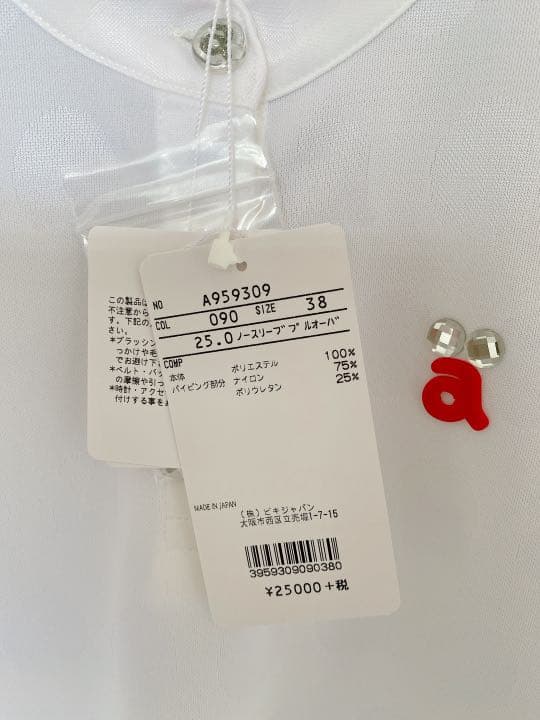 NO A959309
COL 090 SIZE 38
25.0ノースリーブプルオーバ
COMP
本体 ポリエステル 100%
パイピング部分 ナイロン 75%
ポリウレタン 25%
MADE IN JAPAN
(株)ピキジャパン
大阪市西区立売堀1-7-15
3959309090380
¥25000+税
この製品は
不注意から
す。下記の
さい。
*ブラッシン
つかけや毛
でお避け下
*ベルト・バッ
の摩擦や引っ
*時計・アクセ
付けする事を
a